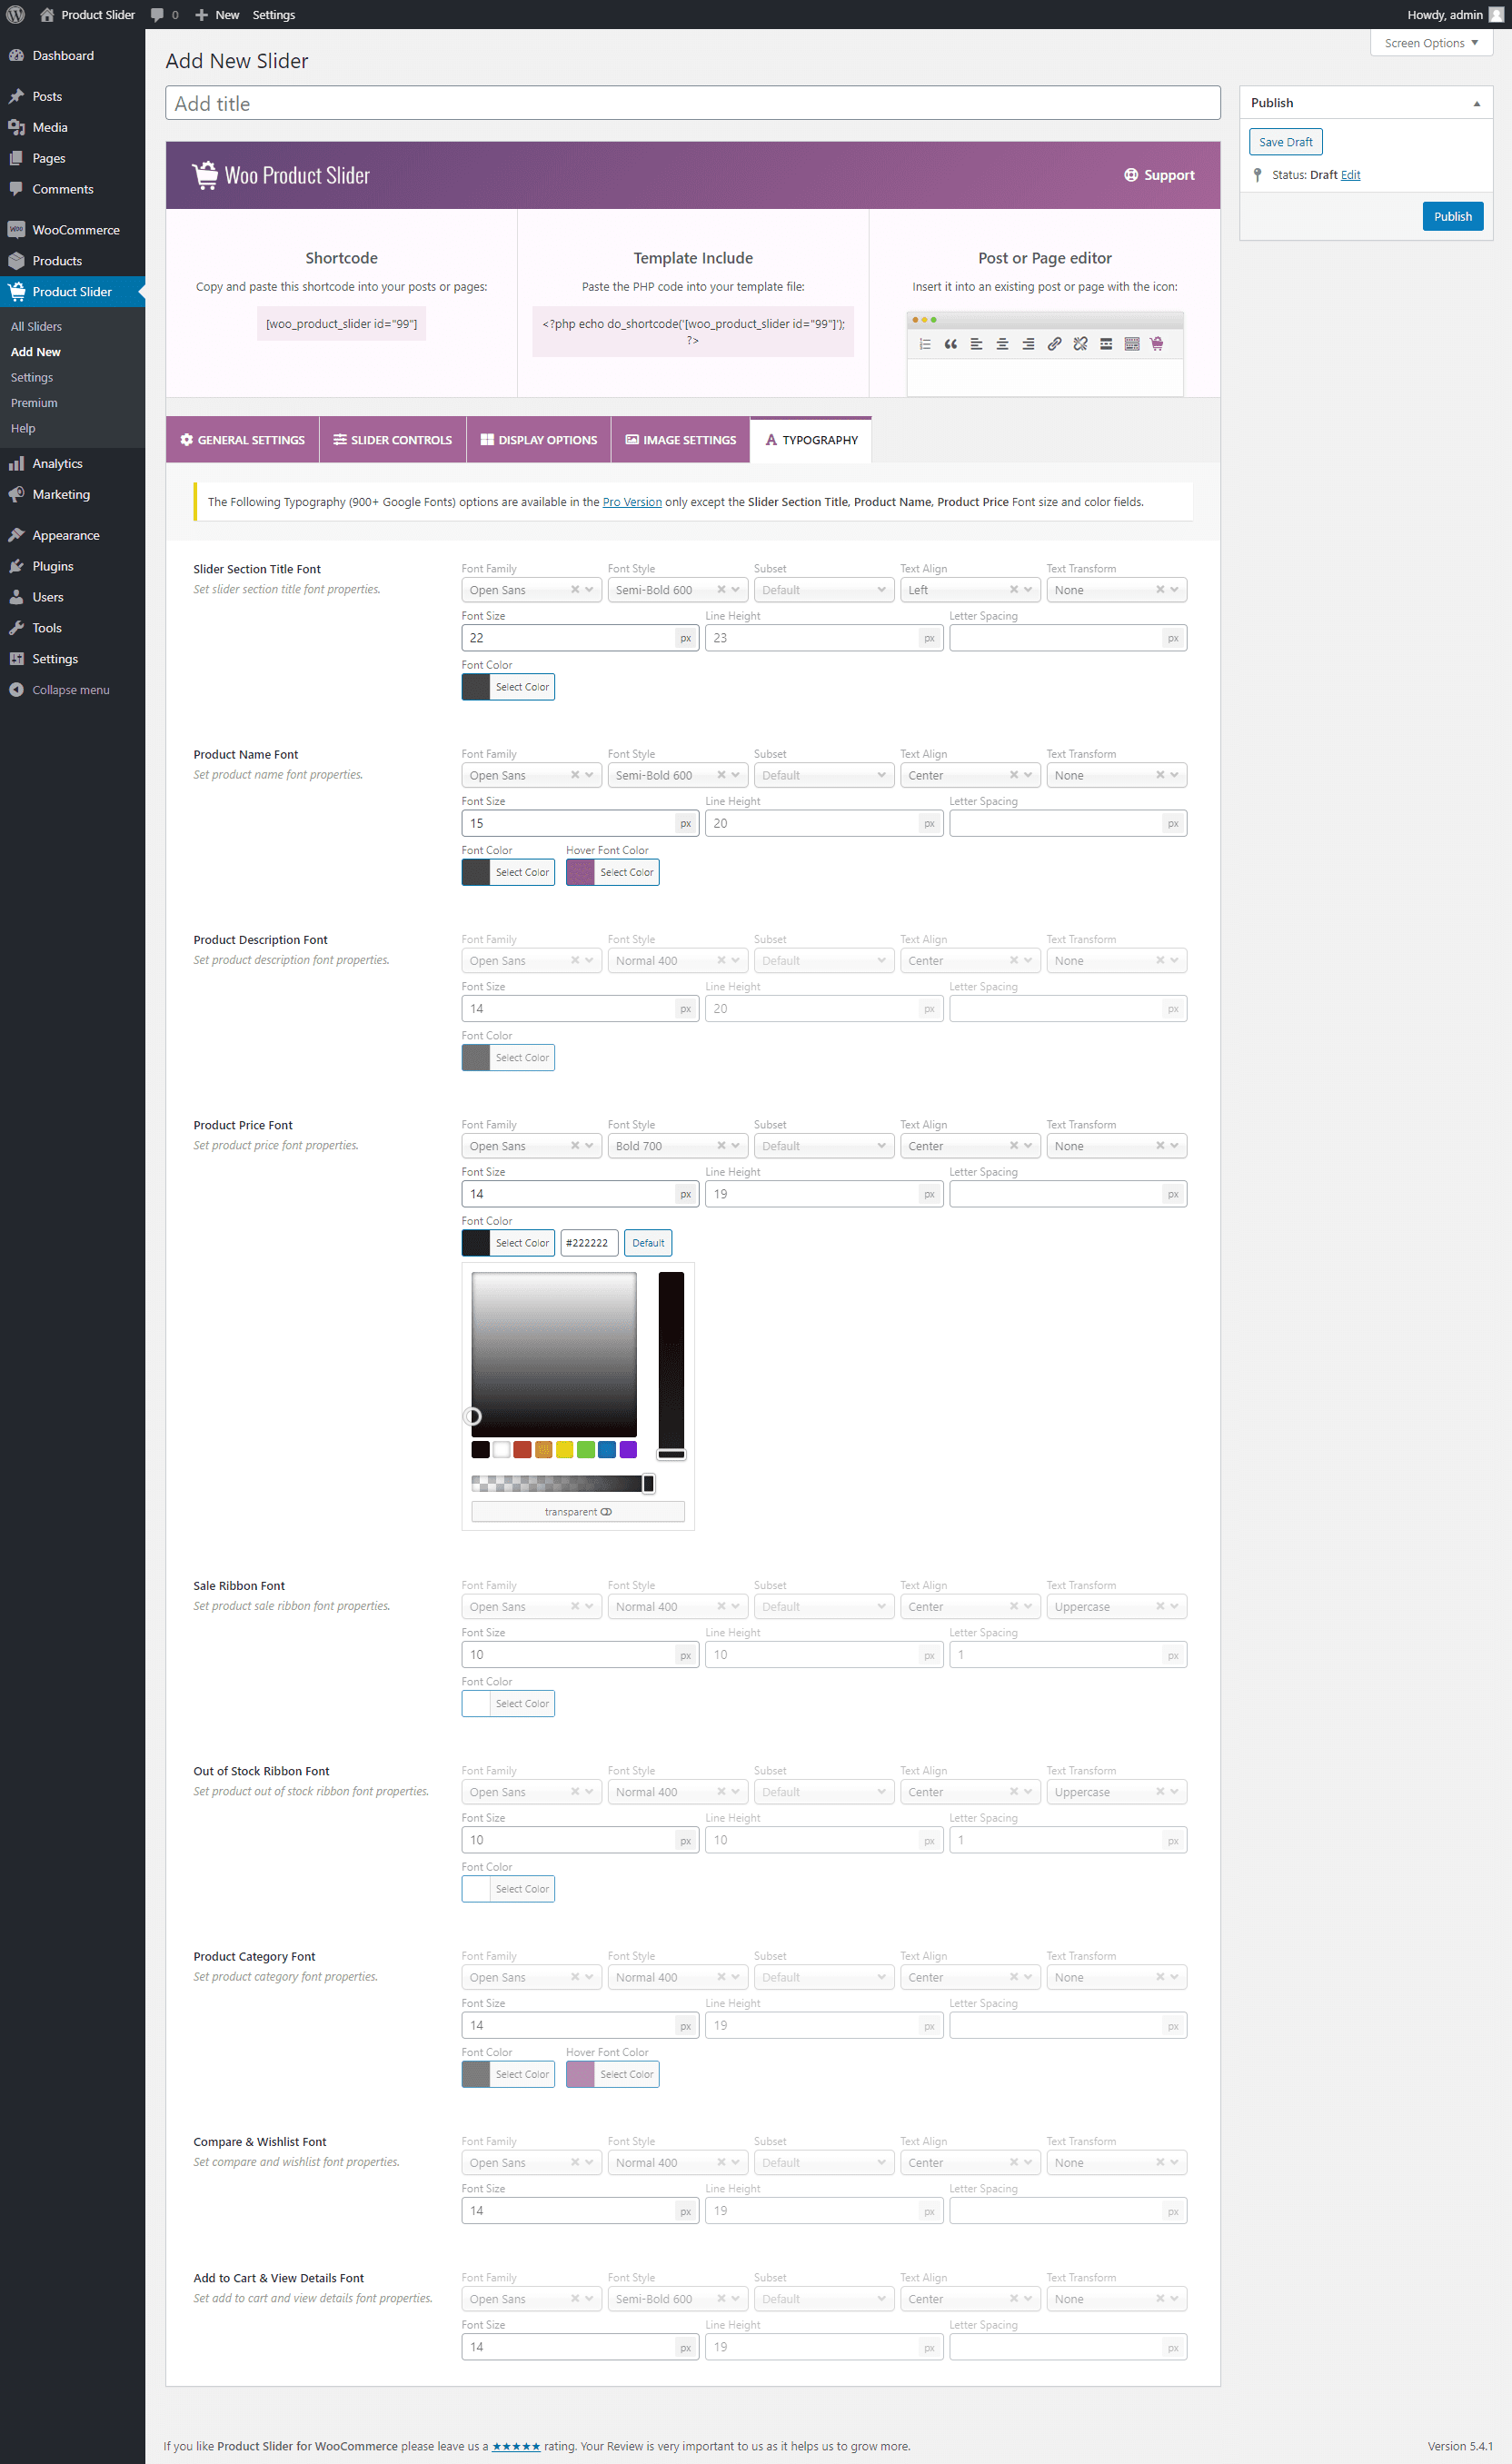 Product Slider 0 New Settings Howdy, admin
Screen Options
Dashboard
Posts
Media
Pages
Comments
WooCommerce
Products
Product Slider
All Sliders
Add New
Settings
Premium
Help
Analytics
Marketing
Appearance
Plugins
Users
Tools
Settings
Collapse menu
Add New Slider
Add title
Publish
Save Draft
Status: Draft Edit
Publish
Woo Product Slider Support
Shortcode
Copy and paste this shortcode into your posts or pages:
[woo_product_slider id="99"]
Template Include
Paste the PHP code into your template file:
<?php echo do_shortcode('[woo_product_slider id="99"]');
?>
Post or Page editor
Insert it into an existing post or page with the icon:
GENERAL SETTINGS SLIDER CONTROLS DISPLAY OPTIONS IMAGE SETTINGS TYPOGRAPHY
The Following Typography (900+ Google Fonts) options are available in the Pro Version only except the Slider Section Title, Product Name, Product Price Font size and color fields.
Slider Section Title Font
Set slider section title font properties.
Font Family Font Style Subset Text Align Text Transform
Open Sans Semi-Bold 600 Default Left None
Font Size Line Height Letter Spacing
22 px 23 px px
Font Color
Select Color
Product Name Font
Set product name font properties.
Font Family Font Style Subset Text Align Text Transform
Open Sans Semi-Bold 600 Default Center None
Font Size Line Height Letter Spacing
15 px 20 px px
Font Color Hover Font Color
Select Color Select Color
Product Description Font
Set product description font properties.
Font Family Font Style Subset Text Align Text Transform
Open Sans Normal 400 Default Center None
Font Size Line Height Letter Spacing
14 px 20 px px
Font Color
Select Color
Product Price Font
Set product price font properties.
Font Family Font Style Subset Text Align Text Transform
Open Sans Bold 700 Default Center None
Font Size Line Height Letter Spacing
14 px 19 px px
Font Color
Select Color #222222 Default
transparent
Sale Ribbon Font
Set product sale ribbon font properties.
Font Family Font Style Subset Text Align Text Transform
Open Sans Normal 400 Default Center Uppercase
Font Size Line Height Letter Spacing
10 px 10 px 1 px
Font Color
Select Color
Out of Stock Ribbon Font
Set product out of stock ribbon font properties.
Font Family Font Style Subset Text Align Text Transform
Open Sans Normal 400 Default Center Uppercase
Font Size Line Height Letter Spacing
10 px 10 px 1 px
Font Color
Select Color
Product Category Font
Set product category font properties.
Font Family Font Style Subset Text Align Text Transform
Open Sans Normal 400 Default Center None
Font Size Line Height Letter Spacing
14 px 19 px px
Font Color Hover Font Color
Select Color Select Color
Compare & Wishlist Font
Set compare and wishlist font properties.
Font Family Font Style Subset Text Align Text Transform
Open Sans Normal 400 Default Center None
Font Size Line Height Letter Spacing
14 px 19 px px
Add to Cart & View Details Font
Set add to cart and view details font properties.
Font Family Font Style Subset Text Align Text Transform
Open Sans Semi-Bold 600 Default Center None
Font Size Line Height Letter Spacing
14 px 19 px px
If you like Product Slider for WooCommerce please leave us a ★★★★★ rating. Your Review is very important to us as it helps us to grow more. Version 5.4.1